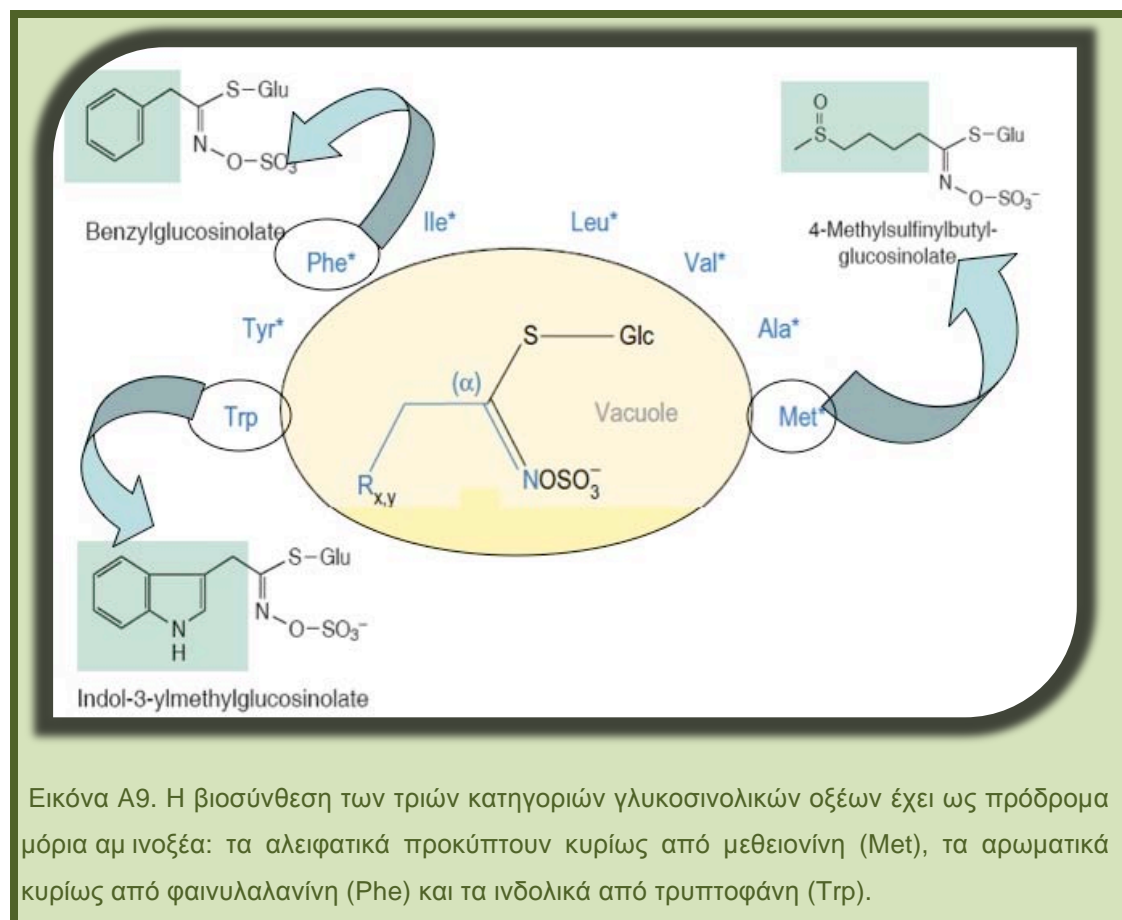 S–Glu
N
O–SO3
Benzylglucosinolate
Phe*
Ile*
Leu*
Val*
Ala*
Met*
Tyr*
Trp
O
S
S–Glu
N
O–SO3⁻
4-Methylsulfinylbutyl-
glucosinolate
S
Glc
(α)
Vacuole
Rx,y
NOSO3⁻
S–Glu
N
O–SO3⁻
N
H
Indol-3-ylmethylglucosinolate
Εικόνα Α9. Η βιοσύνθεση των τριών κατηγοριών γλυκοσινολικών οξέων έχει ως πρόδρομα
μόρια αμ ινοξέα: τα αλειφατικά προκύπτουν κυρίως από μεθειονίνη (Met), τα αρωματικά
κυρίως από φαινυλαλανίνη (Phe) και τα ινδολικά από τρυπτοφάνη (Trp).